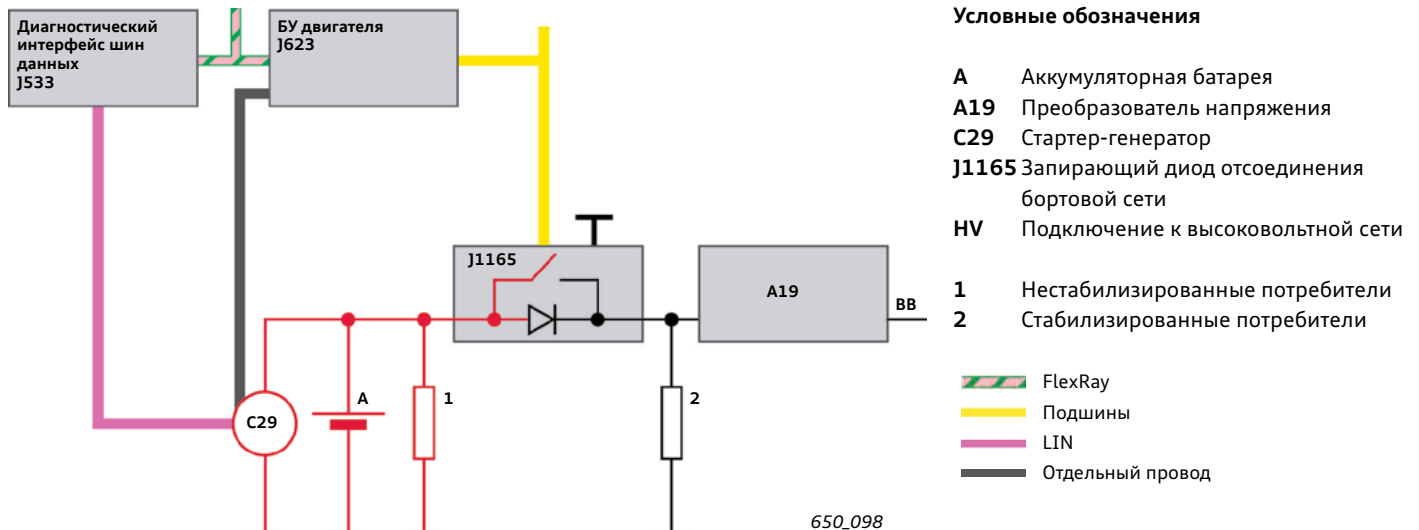 Диагностический
интерфейс шин
данных
J533
БУ двигателя
J623
J1165
A19
BB
C29
A
1
2
650_098
Условные обозначения
A Аккумуляторная батарея
A19 Преобразователь напряжения
C29 Стартер-генератор
J1165 Запирающий диод отсоединения
бортовой сети
HV Подключение к высоковольтной сети
1 Нестабилизированные потребители
2 Стабилизированные потребители
FlexRay
Подшины
LIN
Отдельный провод